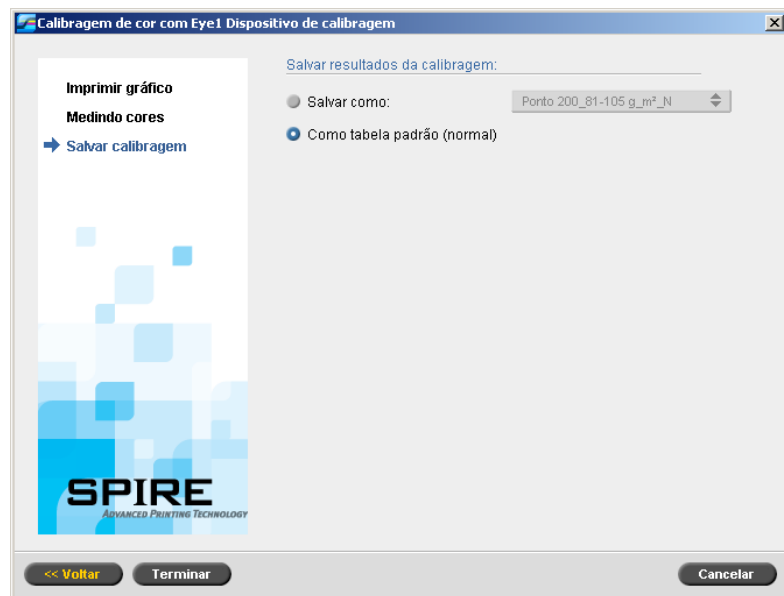 Calibragem de cor com Eye1 Dispositivo de calibragem
Imprimir gráfico
Medindo cores
Salvar calibragem
Salvar resultados da calibragem:
Salvar como:
Ponto 200_81-105 g_m²_N
Como tabela padrão (normal)
SPIRE
ADVANCED PRINTING TECHNOLOGY
<< Voltar
Terminar
Cancelar